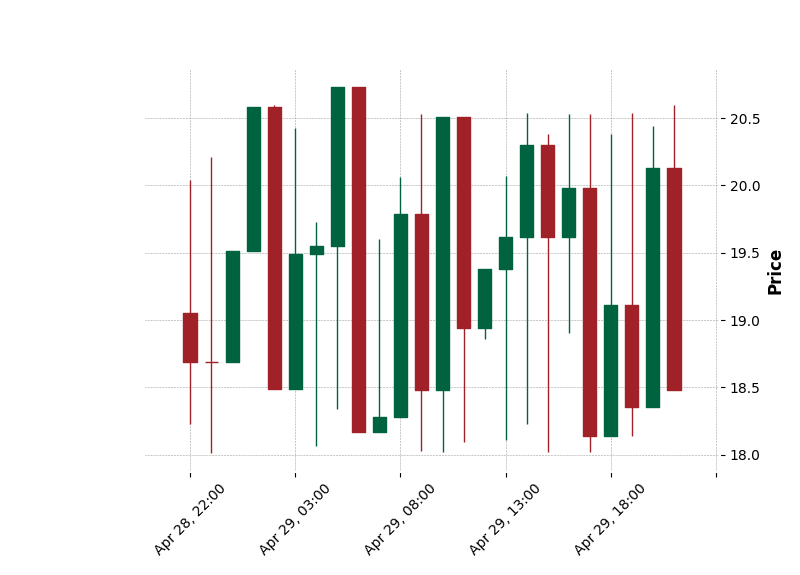 20.5
20.0
19.5
19.0
18.5
18.0
Price
Apr 28, 22:00
Apr 29, 03:00
Apr 29, 08:00
Apr 29, 13:00
Apr 29, 18:00